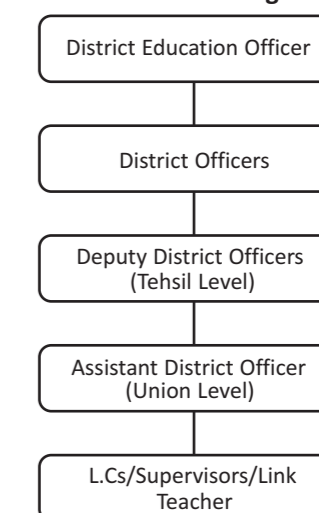 District Education Officer
District Officers
Deputy District Officers
(Tehsil Level)
Assistant District Officer
(Union Level)
L.Cs/Supervisors/Link
Teacher